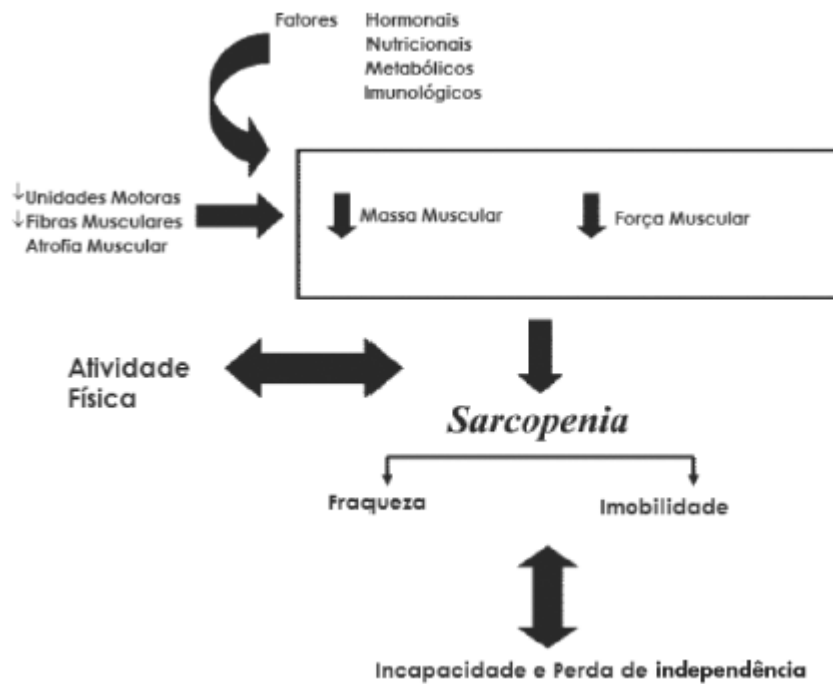 Fatores Hormonais
Nutricionais
Metabólicos
Imunológicos
↓Unidades Motoras
↓Fibras Musculares
Atrofia Muscular
Massa Muscular
Força Muscular
Atividade
Física
Sarcopenia
Fraqueza
Imobilidade
Incapacidade e Perda de independência